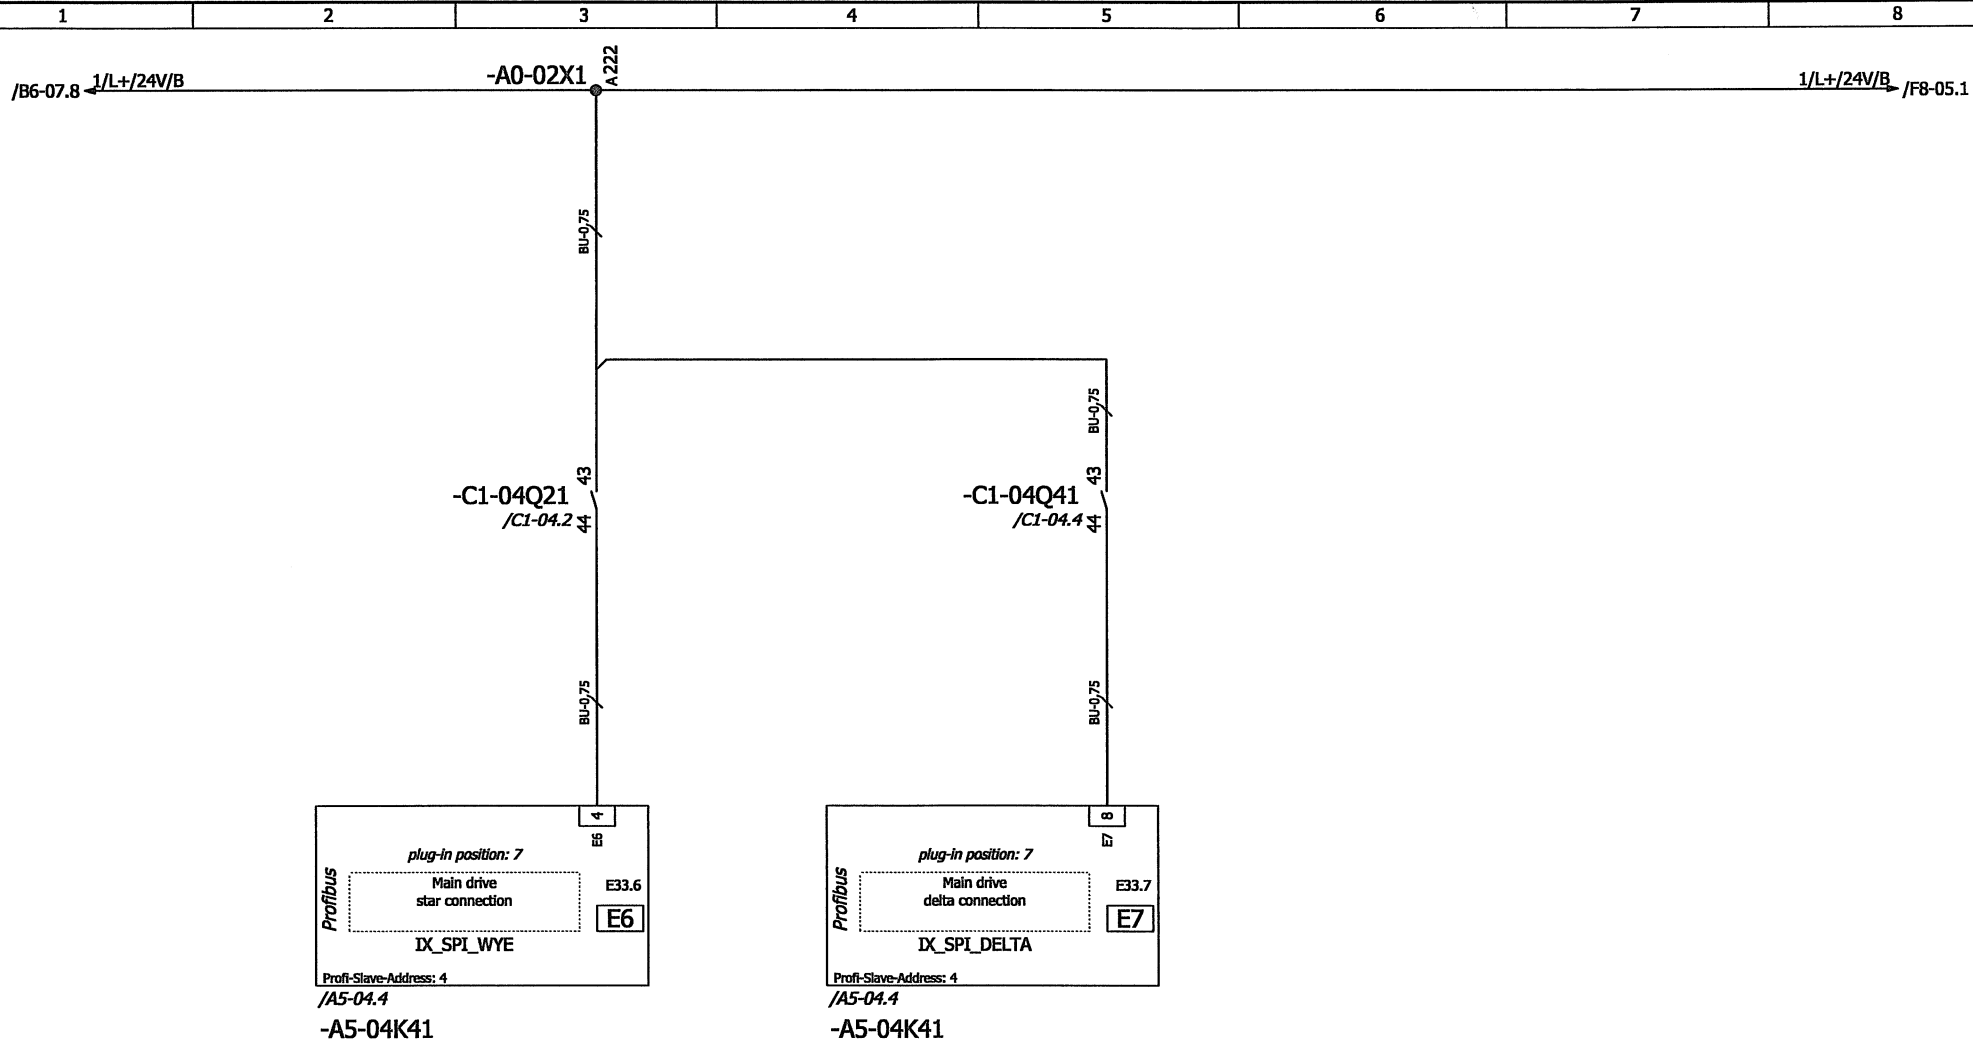 1 2 3 4 5 6 7 8
/B6-07.8 1/L+/24V/B -A0-02X1 A222 1/L+/24V/B /F8-05.1
BU-0,75
BU-0,75
43 43
-C1-04Q21 -C1-04Q41
/C1-04.2 44 /C1-04.4 44
BU-0,75 BU-0,75
4 8
E6 E7
plug-in position: 7 plug-in position: 7
Profibus Main drive E33.6 Profibus Main drive E33.7
star connection delta connection
E6 E7
IX_SPI_WYE IX_SPI_DELTA
Profi-Slave-Address: 4 Profi-Slave-Address: 4
/A5-04.4 /A5-04.4
-A5-04K41 -A5-04K41